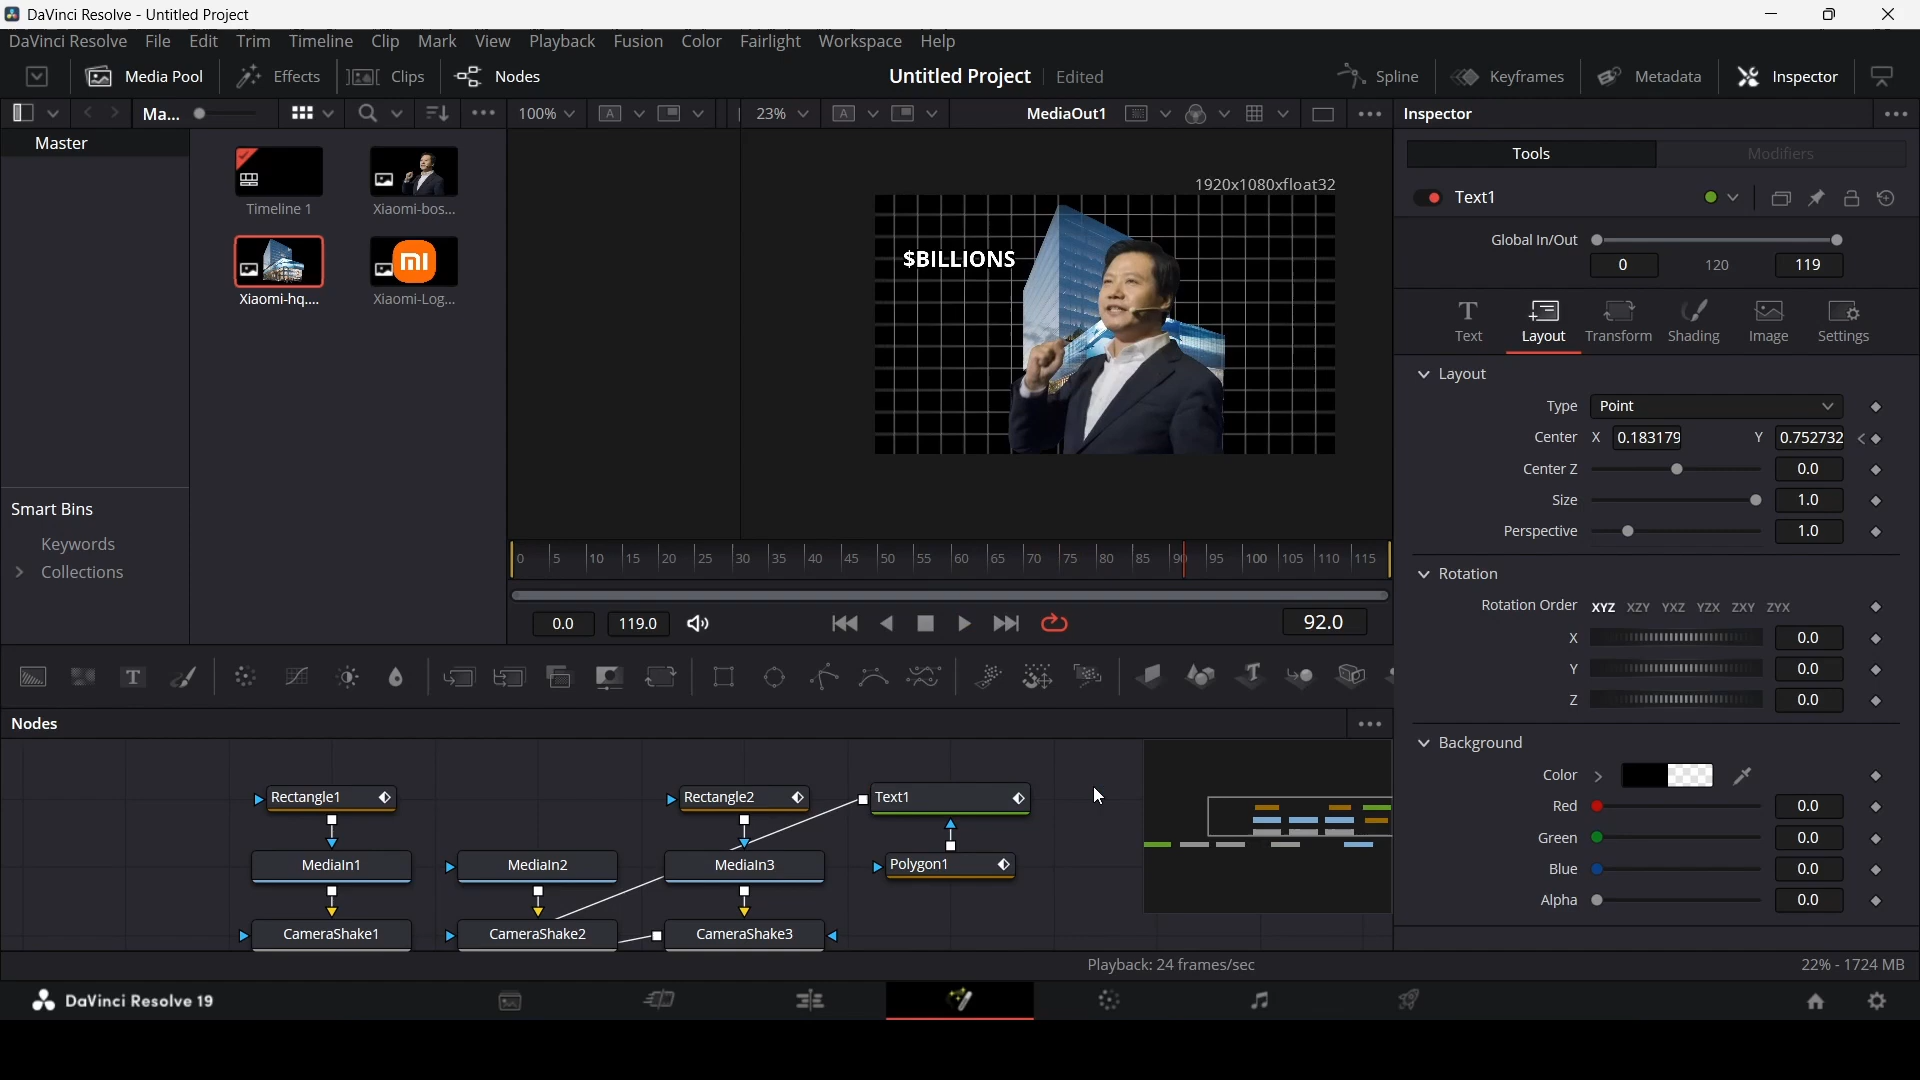 DaVinci Resolve - Untitled Project
DaVinci Resolve File Edit Trim Timeline Clip Mark View Playback Fusion Color Fairlight Workspace Help
Media Pool Effects Clips Nodes Untitled Project Edited Spline Keyframes Metadata Inspector
Ma... 100% A 23% A MediaOut1 Inspector
Master
Timeline 1 Xiaomi-bos...
Xiaomi-hq.... Xiaomi-Log...
mi
Smart Bins
Keywords
Collections
1920x1080xfloat32
$BILLIONS
0 5 10 15 20 25 30 35 40 45 50 55 60 65 70 75 80 85 90 95 100 105 110 115
0.0 119.0 92.0
Tools Modifiers
Text1
Global In/Out
0 120 119
T
Text Layout Transform Shading Image Settings
Layout
Type Point
Center X 0.183179 Y 0.752732
Center Z 0.0
Size 1.0
Perspective 1.0
Rotation
Rotation Order XYZ XZY YXZ YZX ZXY ZYX
X 0.0
Y 0.0
Z 0.0
Background
Color
Red 0.0
Green 0.0
Blue 0.0
Alpha 0.0
T T
Nodes
Rectangle1 Rectangle2 Text1
MediaIn1 MediaIn2 MediaIn3 Polygon1
CameraShake1 CameraShake2 CameraShake3
Playback: 24 frames/sec 22% - 1724 MB
DaVinci Resolve 19